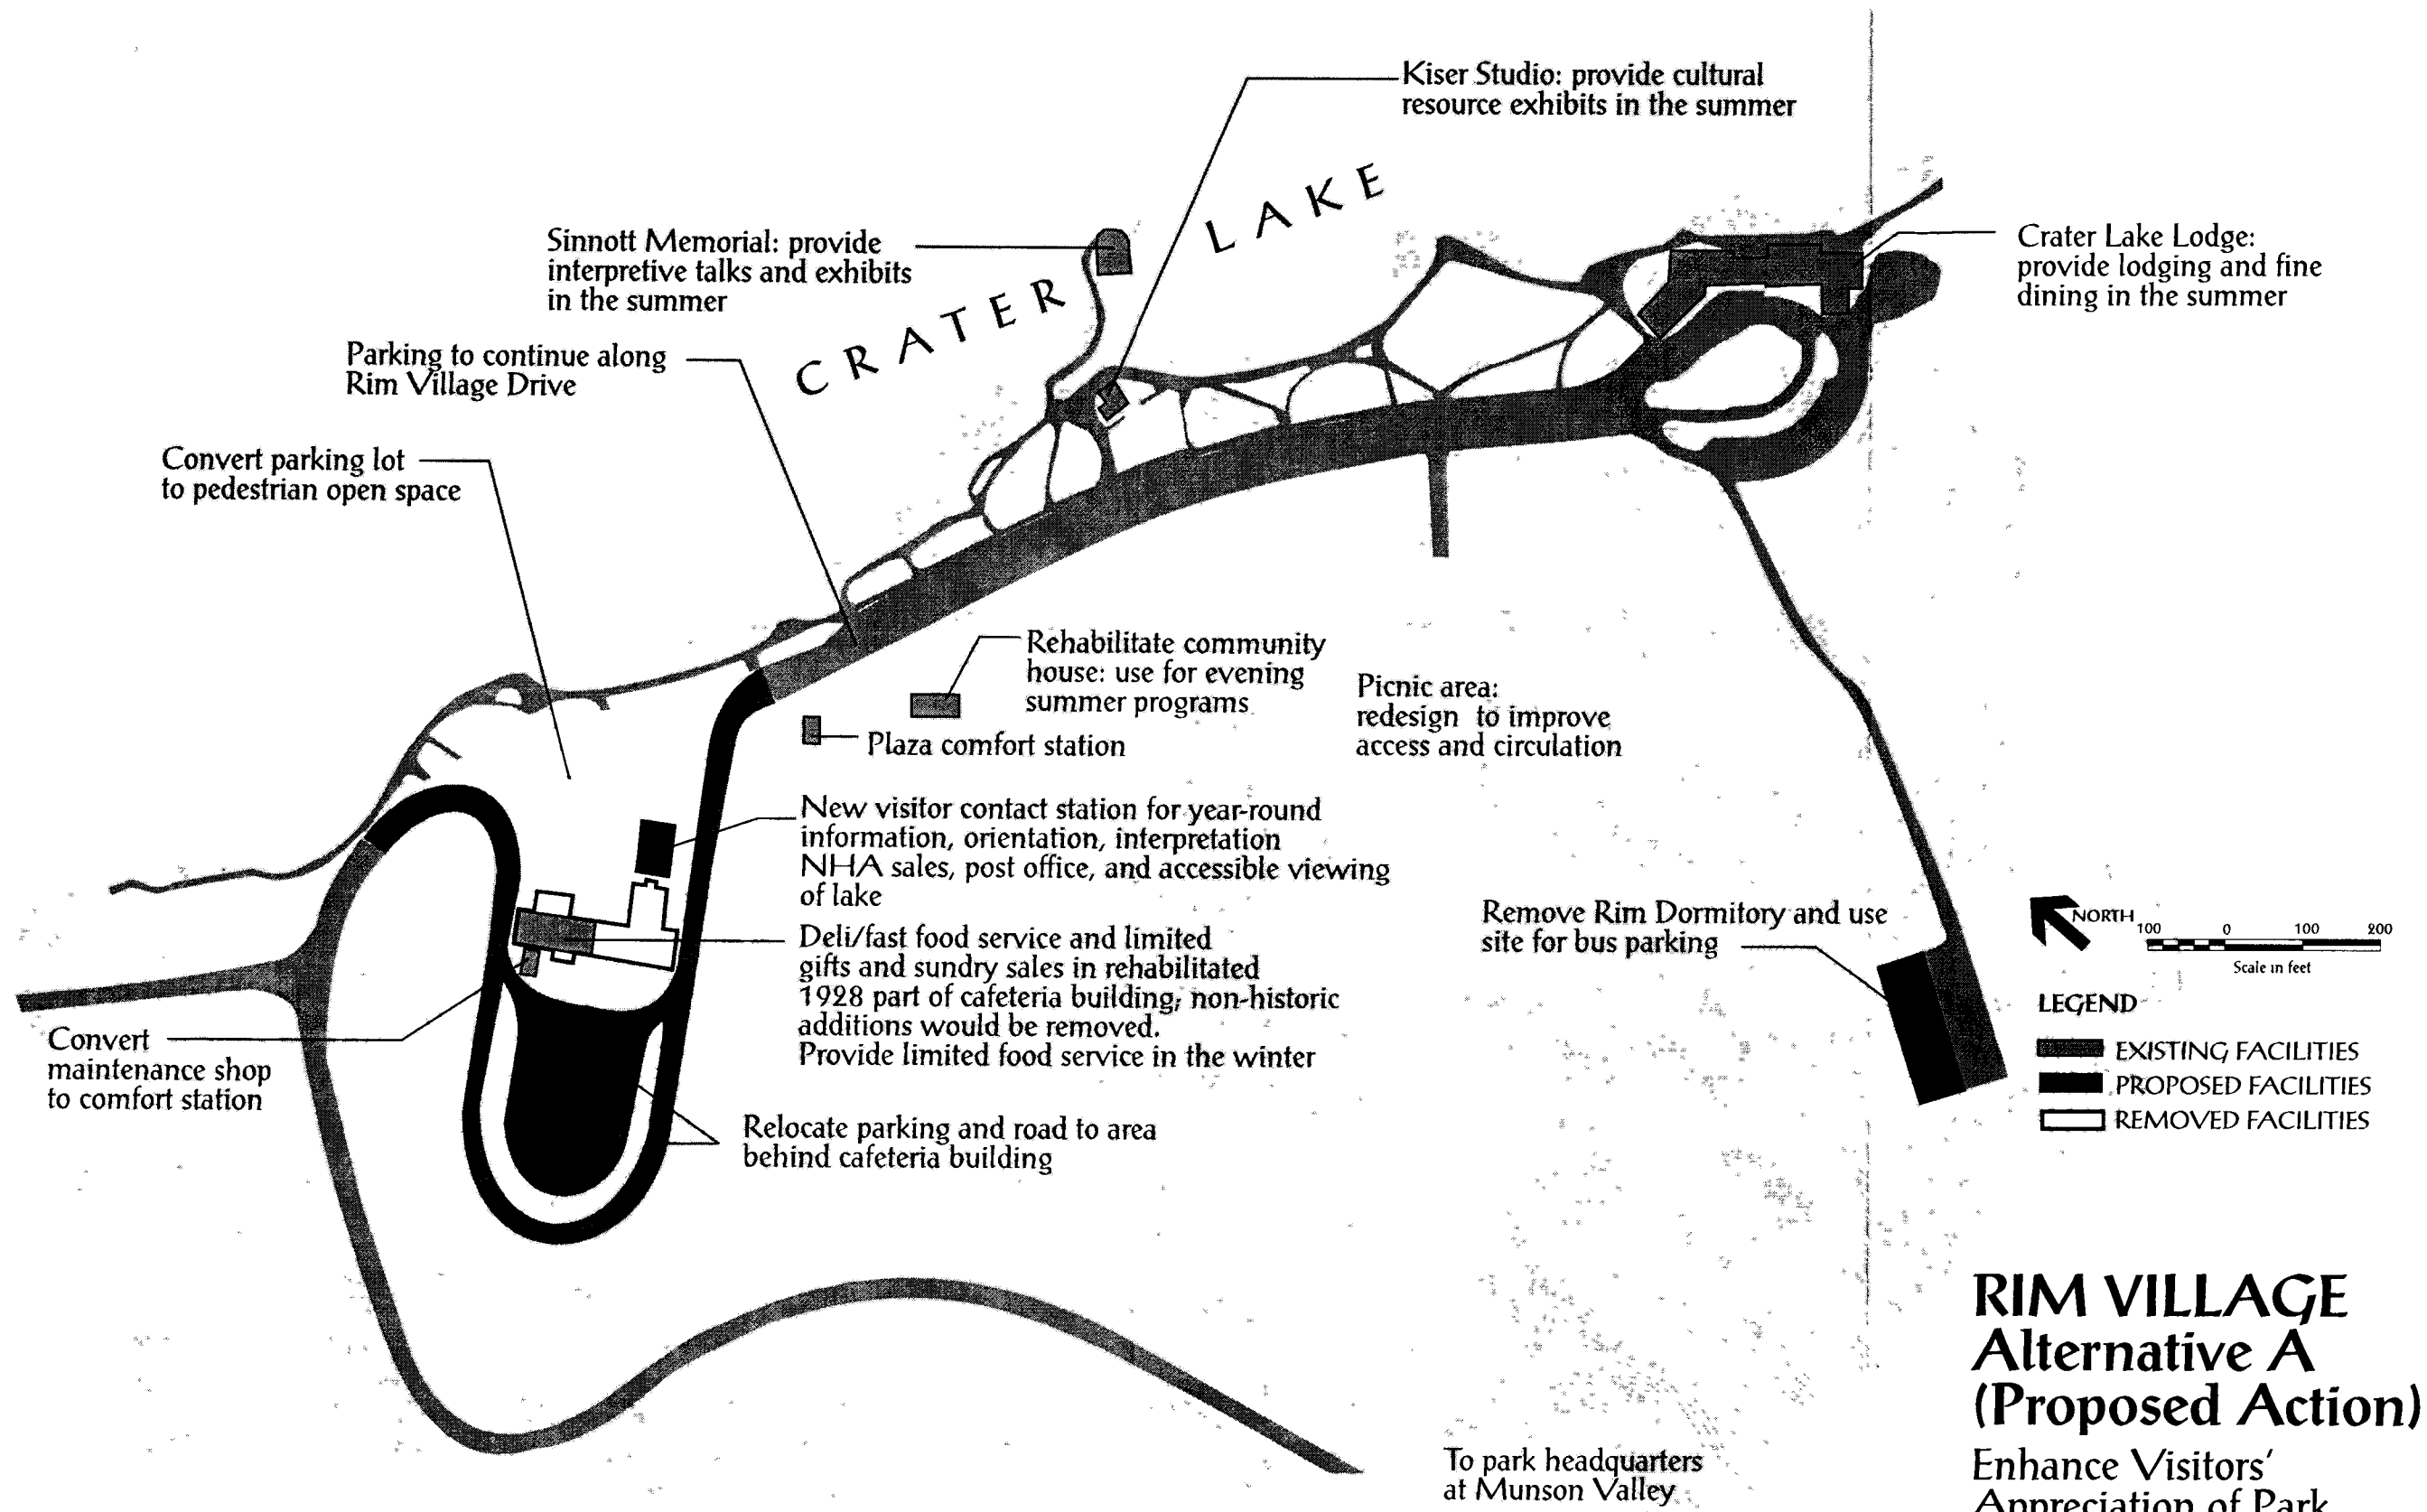 Kiser Studio: provide cultural
resource exhibits in the summer
CRATER LAKE
Sinnott Memorial: provide
interpretive talks and exhibits
in the summer
Crater Lake Lodge:
provide lodging and fine
dining in the summer
Parking to continue along
Rim Village Drive
Convert parking lot
to pedestrian open space
Rehabilitate community
house: use for evening
summer programs
Picnic area:
redesign to improve
access and circulation
Plaza comfort station
New visitor contact station for year-round
information, orientation, interpretation
NHA sales, post office, and accessible viewing
of lake
Deli/fast food service and limited
gifts and sundry sales in rehabilitated
1928 part of cafeteria building; non-historic
additions would be removed.
Provide limited food service in the winter
Remove Rim Dormitory and use
site for bus parking
Convert
maintenance shop
to comfort station
Relocate parking and road to area
behind cafeteria building
NORTH
100 0 100 200
Scale in feet
LEGEND
EXISTING FACILITIES
PROPOSED FACILITIES
REMOVED FACILITIES
To park headquarters
at Munson Valley
RIM VILLAGE
Alternative A
(Proposed Action)
Enhance Visitors'
Appreciation of Park